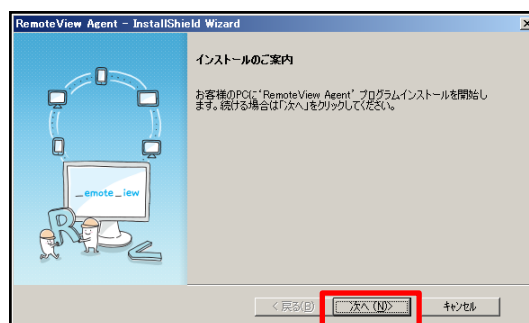 RemoteView Agent - InstallShield Wizard
インストールのご案内
お客様のPCに'RemoteView Agent' プログラムインストールを開始し
ます。続ける場合は「次へ」をクリックしてください。
_emote_iew
R
< 戻る(B)
次へ(N)>
キャンセル